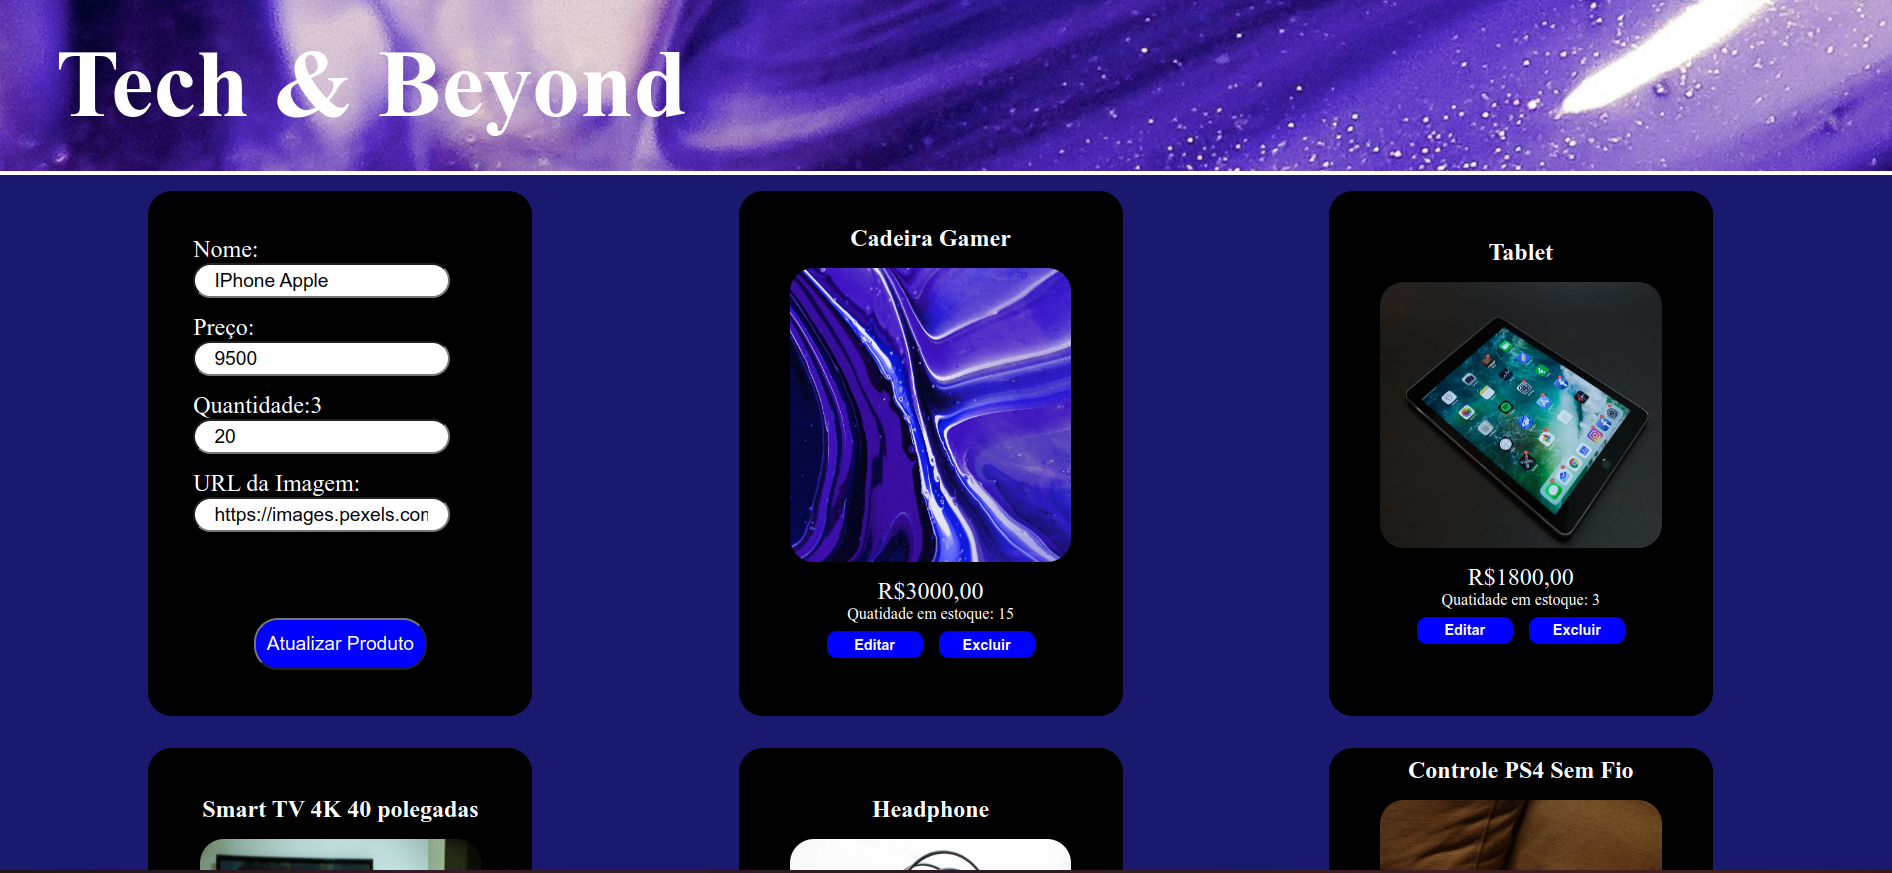 Tech & Beyond
Nome:
IPhone Apple
Preço:
9500
Quantidade:3
20
URL da Imagem:
https://images.pexels.con
Atualizar Produto
Cadeira Gamer
R$3000,00
Quatidade em estoque: 15
Editar Excluir
Tablet
R$1800,00
Quatidade em estoque: 3
Editar Excluir
Smart TV 4K 40 polegadas
Headphone
Controle PS4 Sem Fio